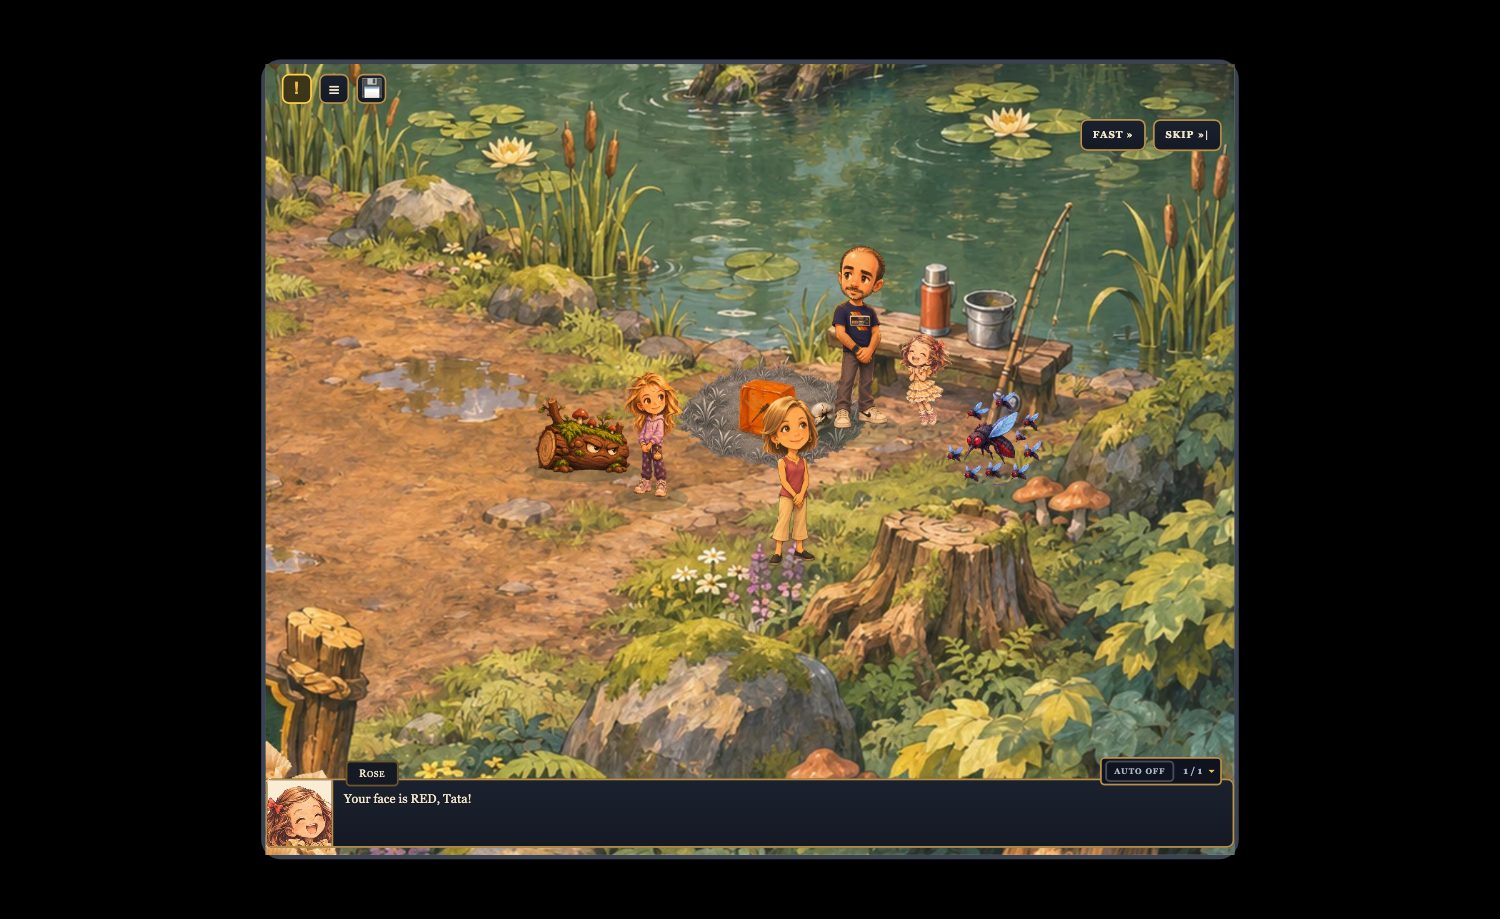 !
FAST »
SKIP »|
ROSE
AUTO OFF 1 / 1
Your face is RED, Tata!